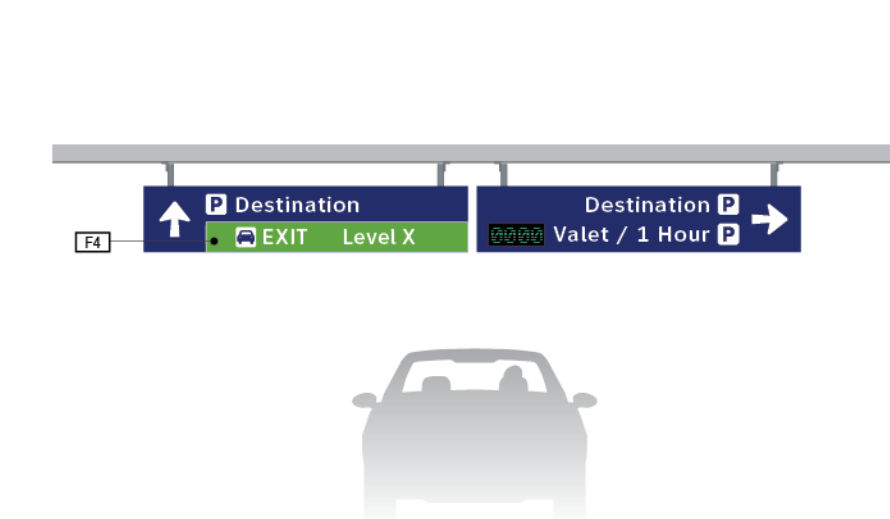 P Destination
EXIT Level X
F4
Destination P
0000 Valet / 1 Hour P